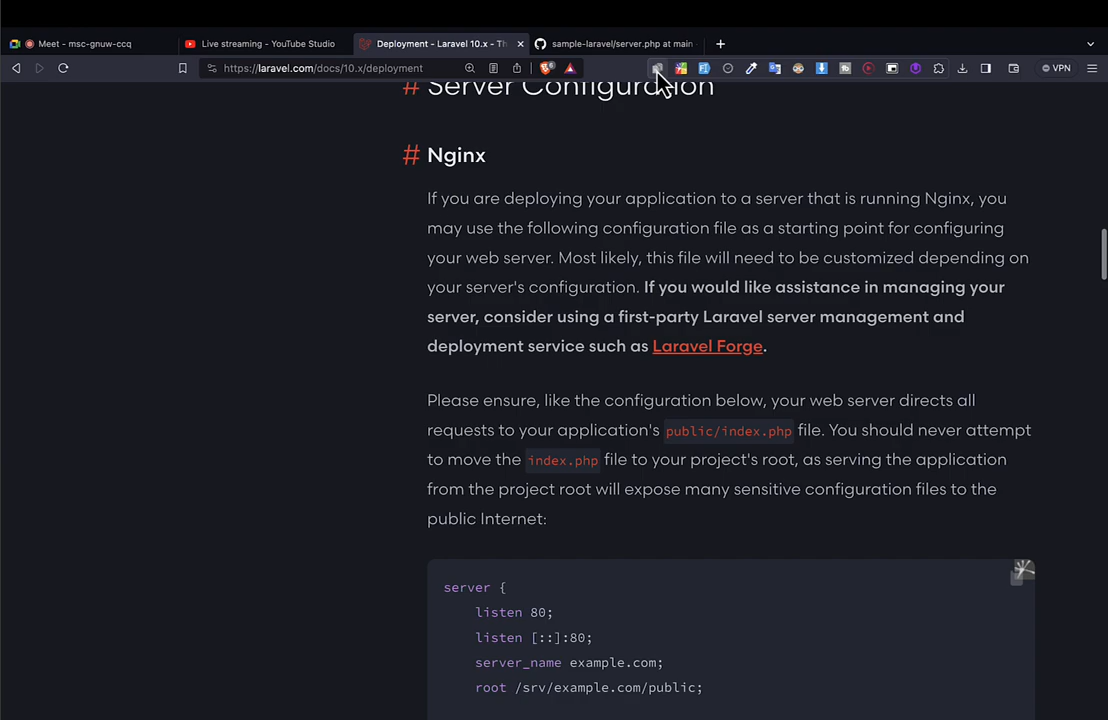 Meet - msc-gnuw-ccq
Live streaming - YouTube Studio
Deployment - Laravel 10.x - Th
sample-laravel/server.php at main
https://laravel.com/docs/10.x/deployment
6
VPN
# Server Configuration
# Nginx
If you are deploying your application to a server that is running Nginx, you
may use the following configuration file as a starting point for configuring
your web server. Most likely, this file will need to be customized depending on
your server's configuration. If you would like assistance in managing your
server, consider using a first-party Laravel server management and
deployment service such as Laravel Forge.
Please ensure, like the configuration below, your web server directs all
requests to your application's public/index.php file. You should never attempt
to move the index.php file to your project's root, as serving the application
from the project root will expose many sensitive configuration files to the
public Internet:
server {
listen 80;
listen [::]:80;
server_name example.com;
root /srv/example.com/public;